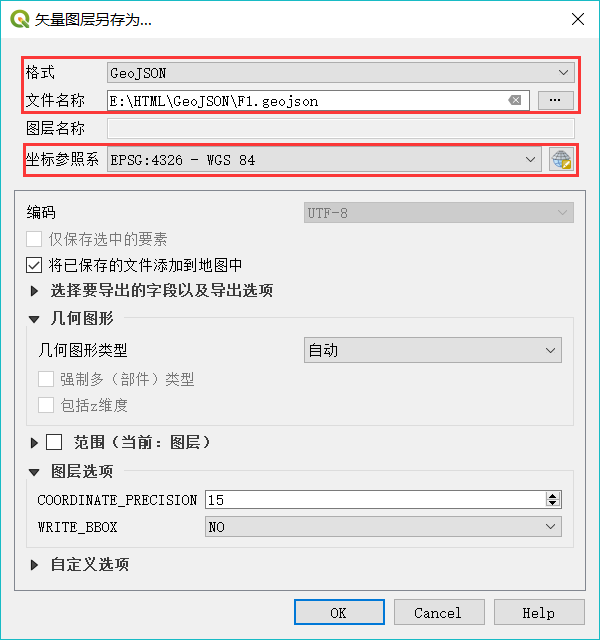 矢量图层另存为...
格式 GeoJSON
文件名称 E:\HTML\GeoJSON\F1.geojson ...
图层名称
坐标参照系 EPSG:4326 - WGS 84
编码 UTF-8
仅保存选中的要素
将已保存的文件添加到地图中
选择要导出的字段以及导出选项
几何图形
几何图形类型 自动
强制多（部件）类型
包括z维度
范围（当前：图层）
图层选项
COORDINATE_PRECISION 15
WRITE_BBOX NO
自定义选项
OK Cancel Help